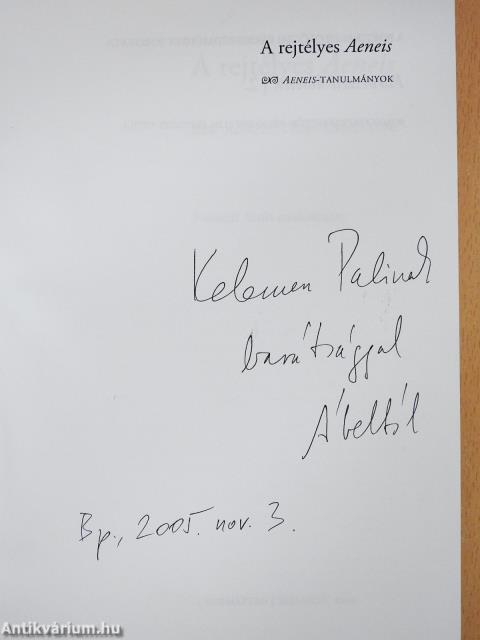 A rejtélyes Aeneis
AENEIS-TANULMÁNYOK
Kelemen Palinak
barátsággal
Ábeltől
Bp., 2005. nov. 3.
Antikvárium.hu